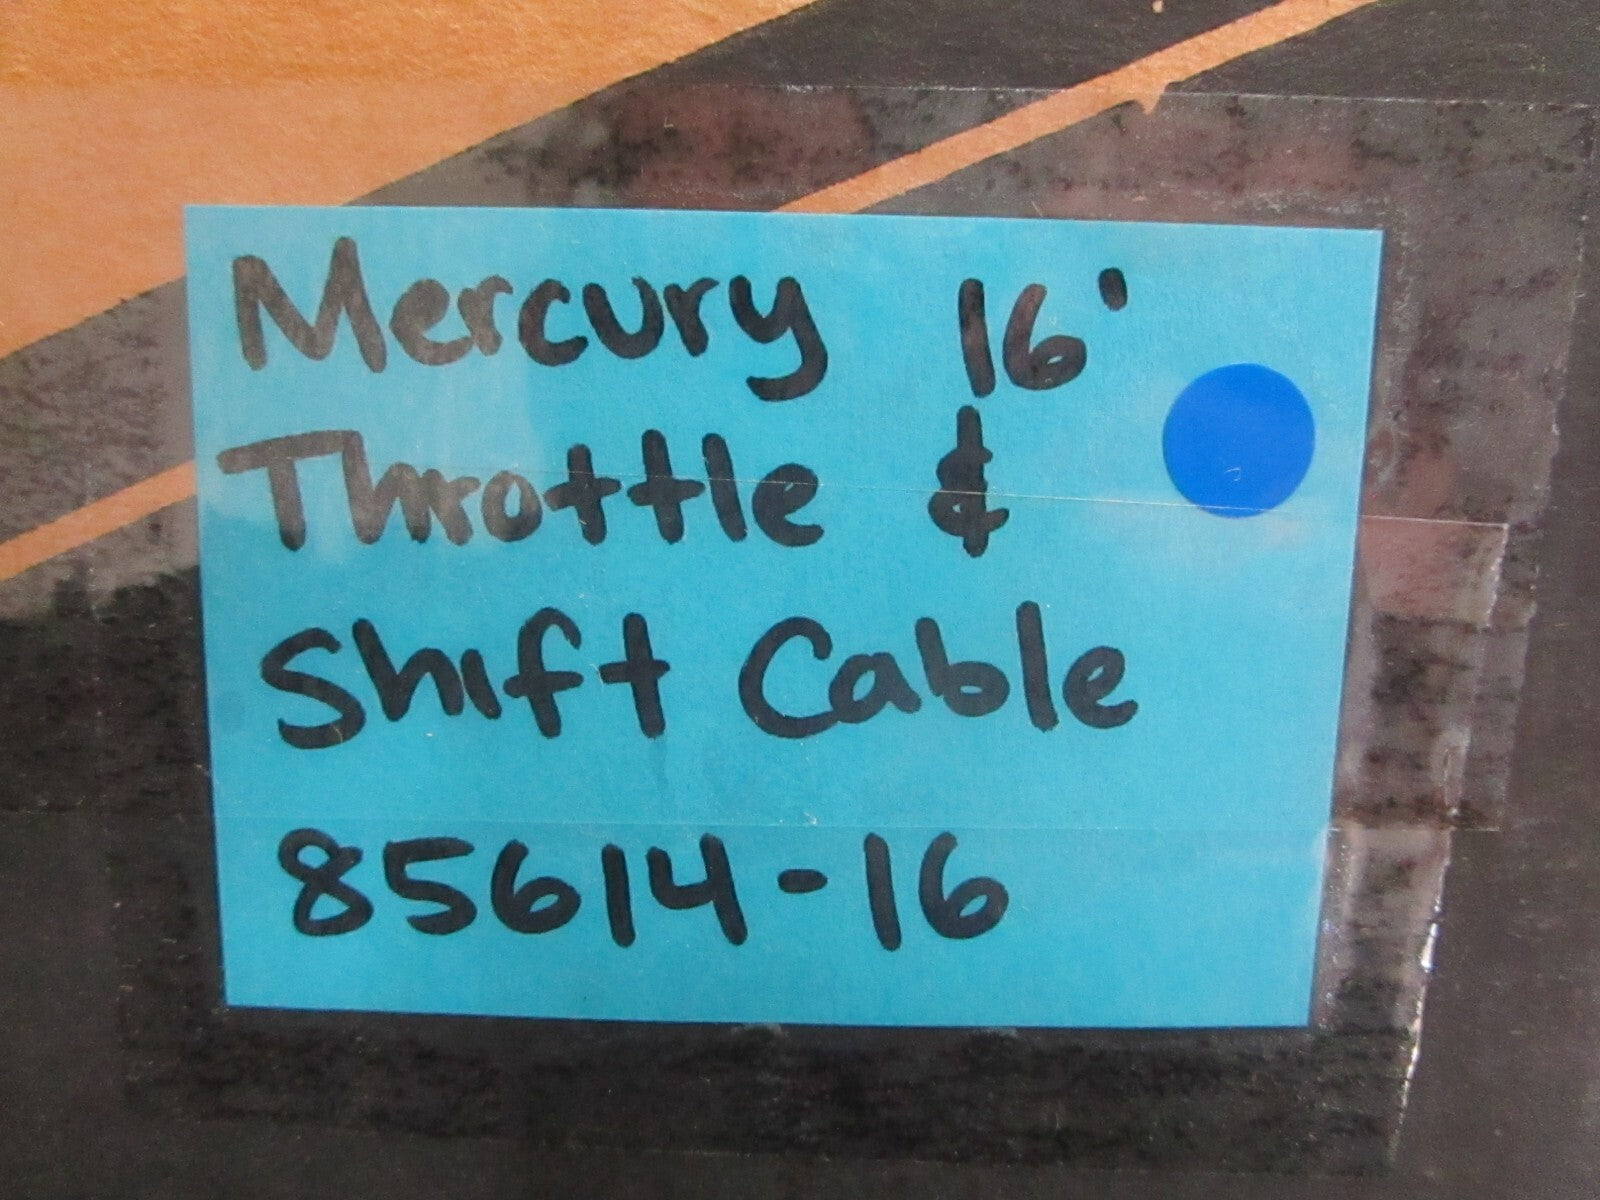 Mercury 16'
Throttle &
Shift Cable
85614-16